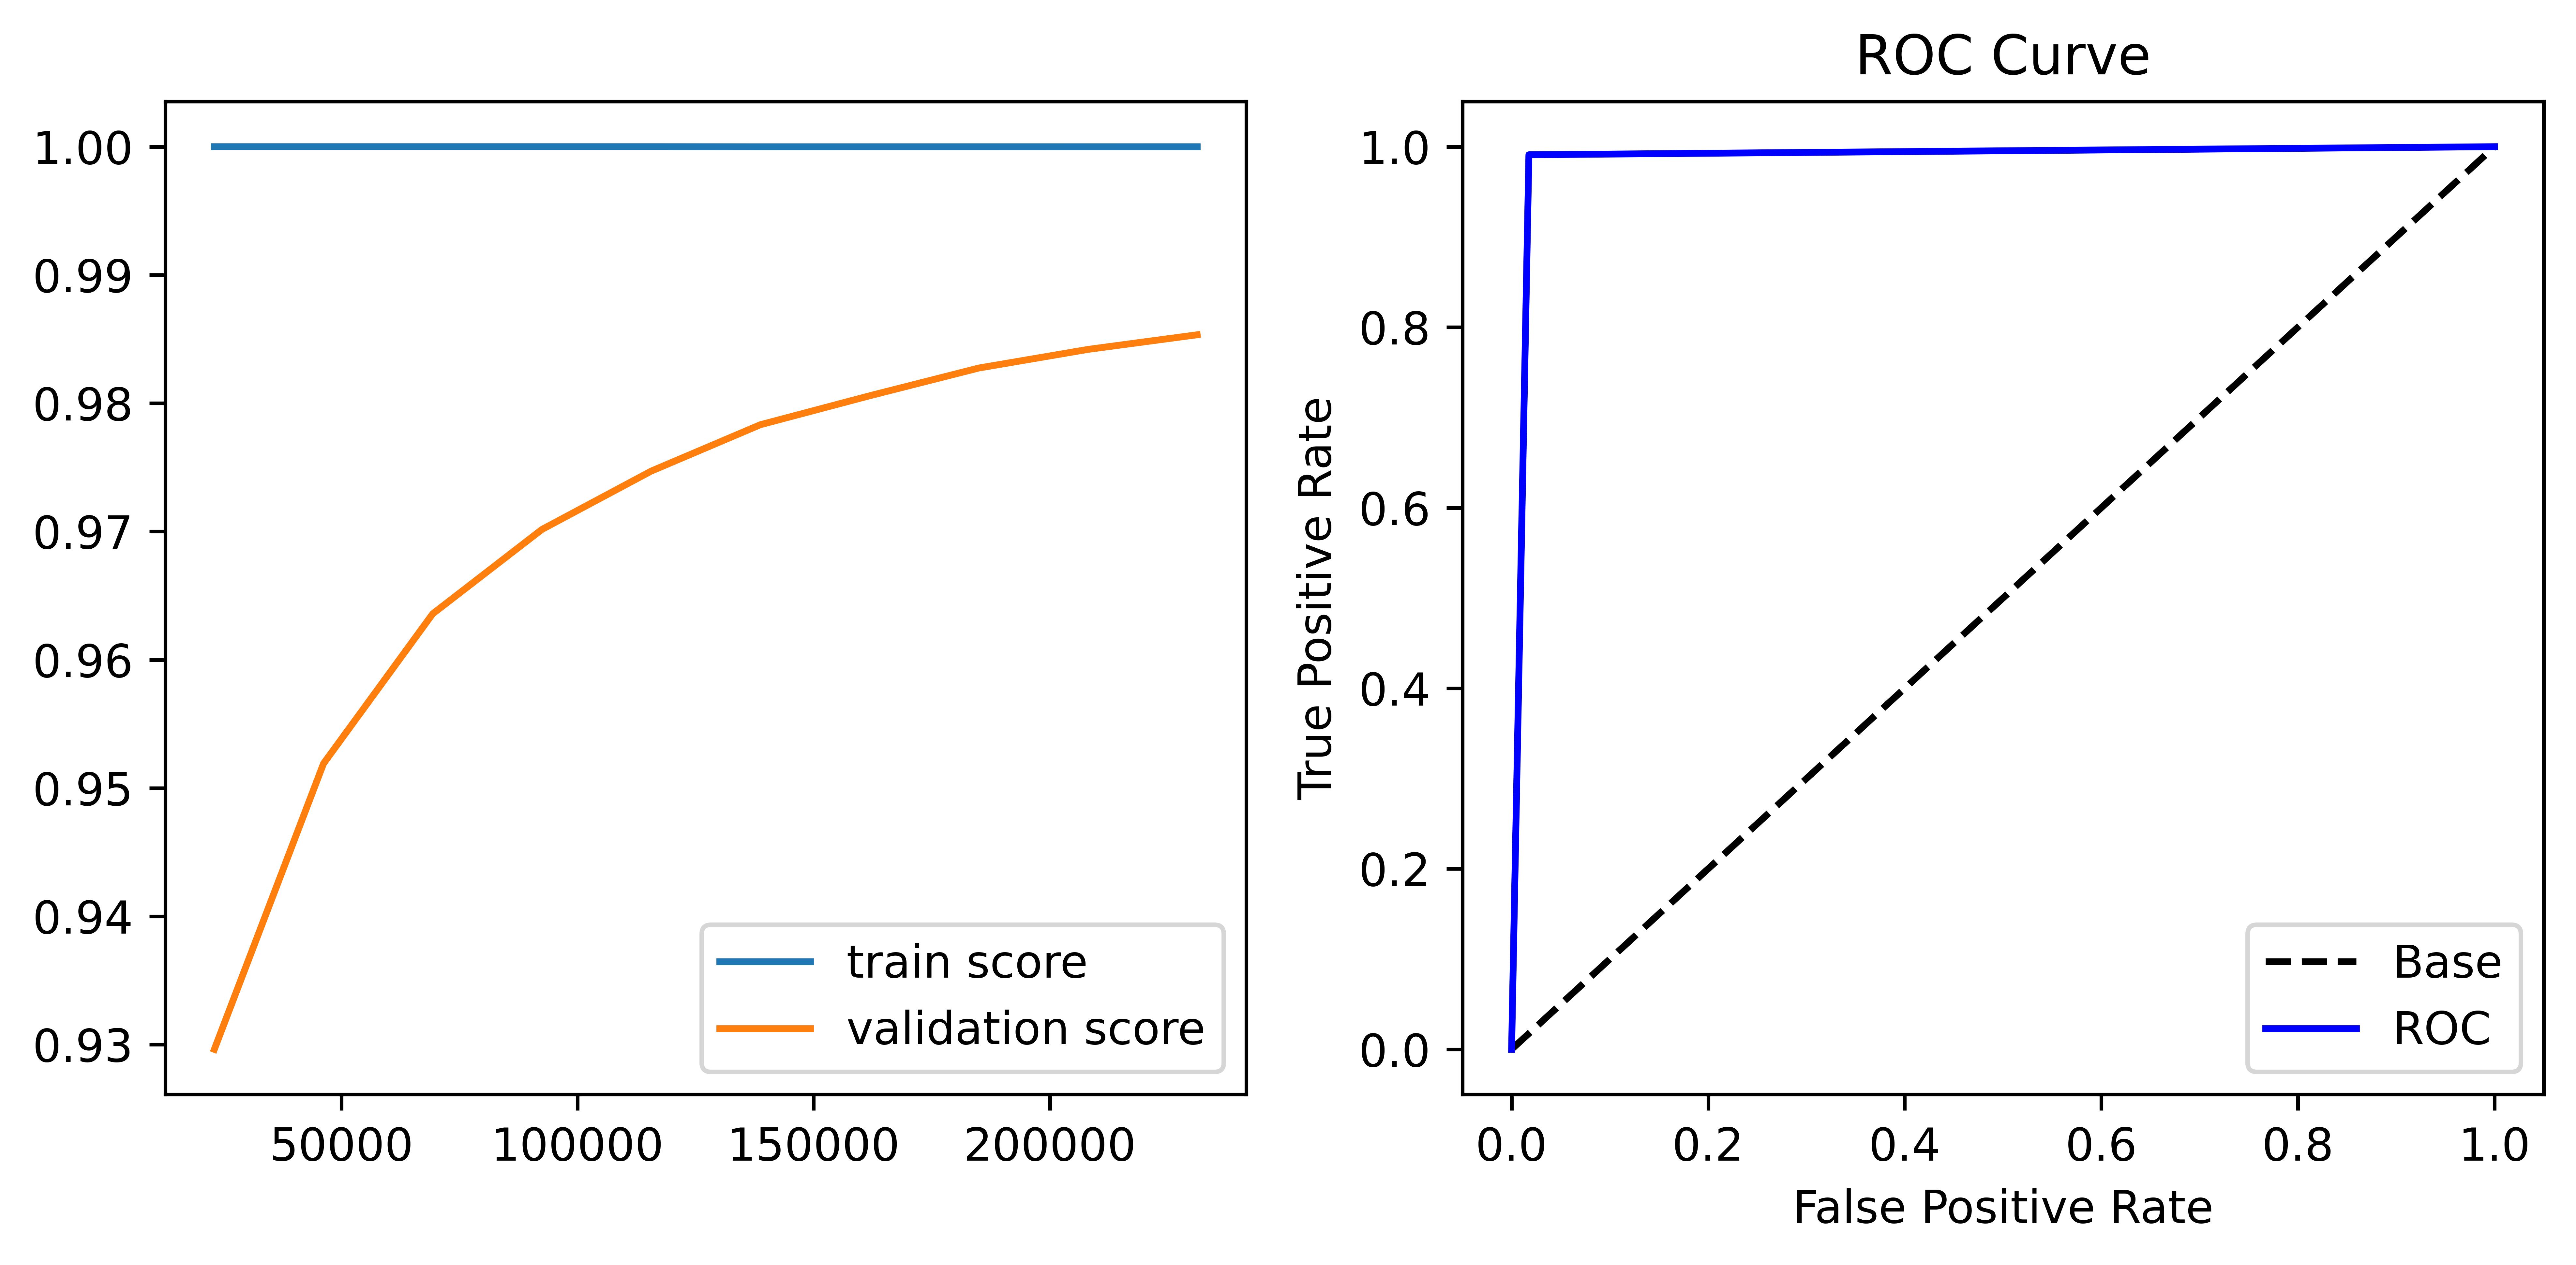 1.00
0.99
0.98
0.97
0.96
0.95
0.94
0.93
50000 100000 150000 200000
train score
validation score
ROC Curve
True Positive Rate
1.0
0.8
0.6
0.4
0.2
0.0
0.0 0.2 0.4 0.6 0.8 1.0
False Positive Rate
Base
ROC